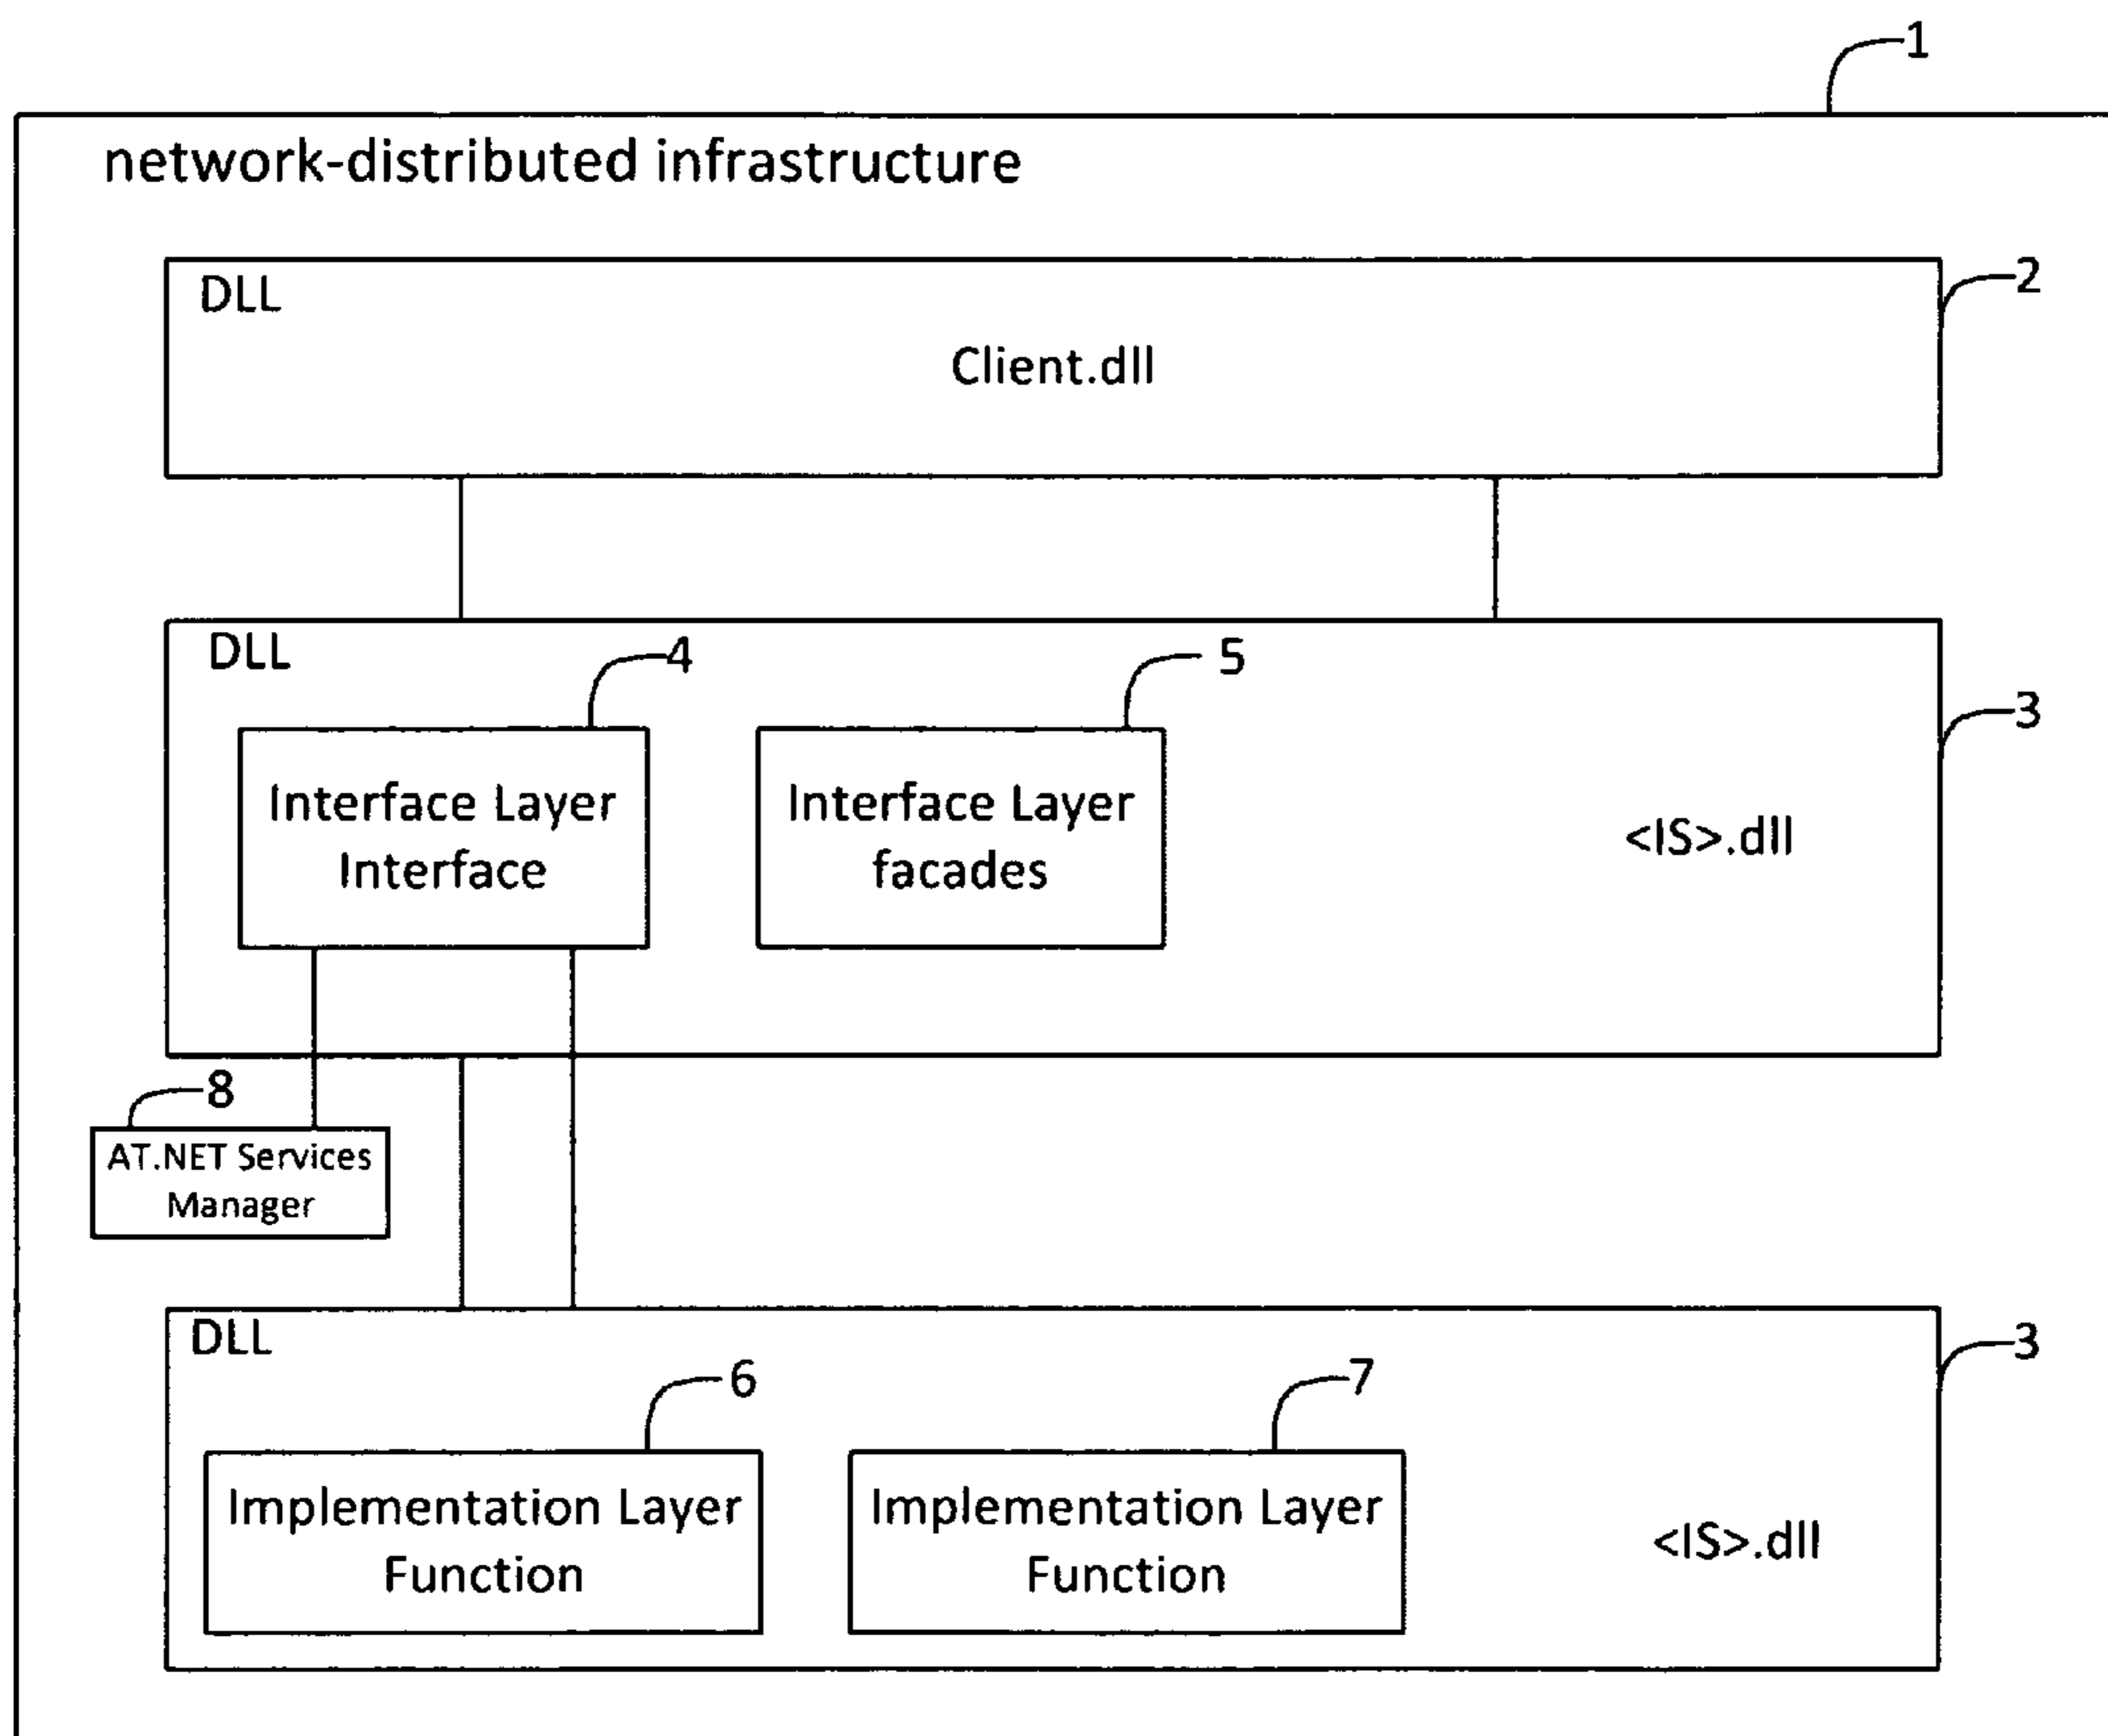 1
network-distributed infrastructure
DLL
2
Client.dll
DLL
4
5
3
Interface Layer
Interface
Interface Layer
facades
<IS>.dll
8
AT.NET Services
Manager
DLL
3
6
7
Implementation Layer
Function
Implementation Layer
Function
<IS>.dll